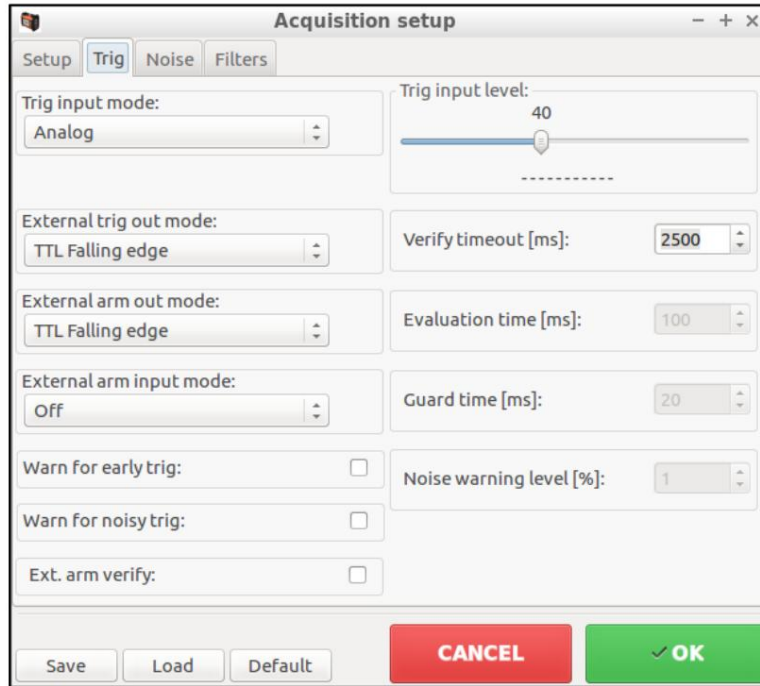 Acquisition setup
Setup Trig Noise Filters
Trig input mode:
Analog
Trig input level:
40
-----------
External trig out mode:
TTL Falling edge
Verify timeout [ms]: 2500
External arm out mode:
TTL Falling edge
Evaluation time [ms]: 100
External arm input mode:
Off
Guard time [ms]: 20
Warn for early trig:
Noise warning level [%]: 1
Warn for noisy trig:
Ext. arm verify:
Save Load Default CANCEL OK